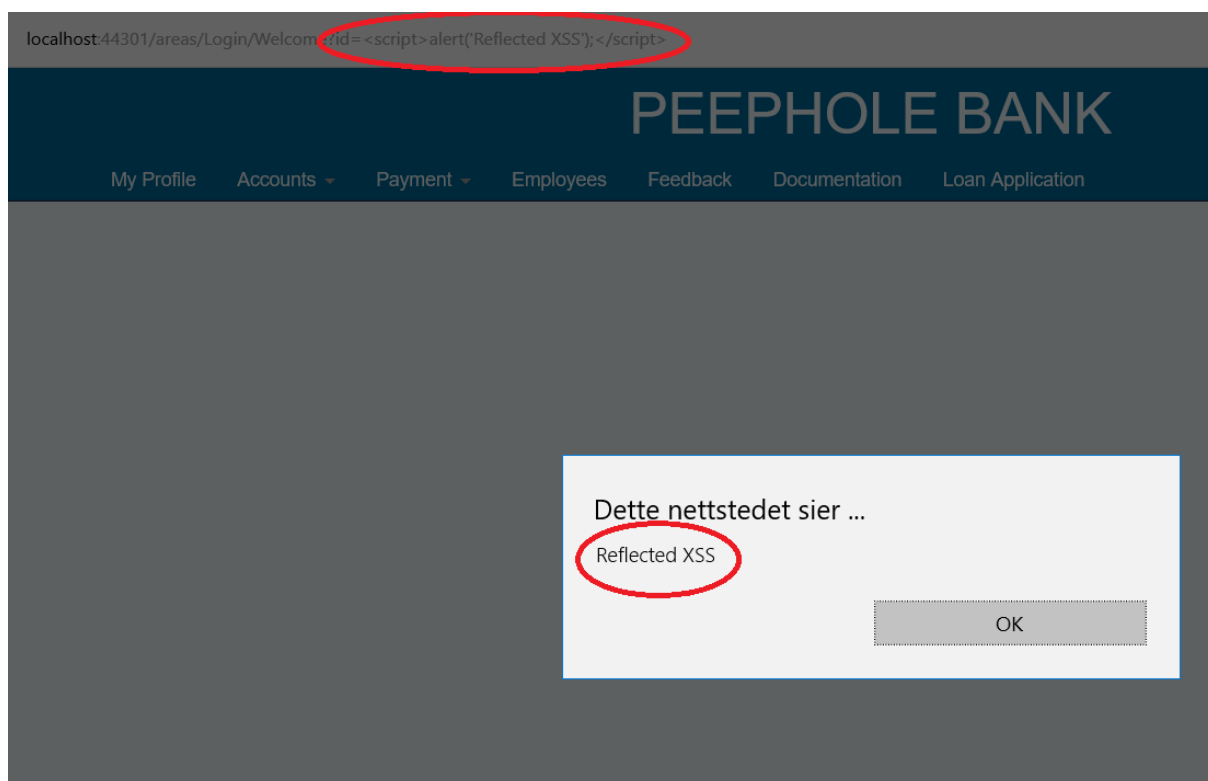 localhost:44301/areas/Login/Welcome?id=<script>alert('Reflected XSS');</script>
PEEPHOLE BANK
My Profile Accounts Payment Employees Feedback Documentation Loan Application
Dette nettstedet sier ...
Reflected XSS
OK